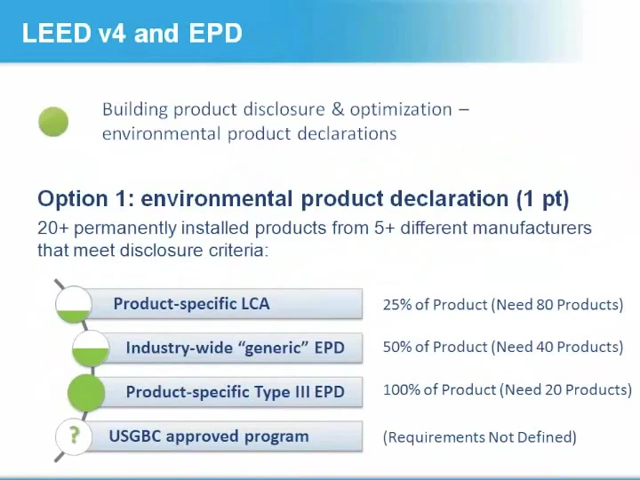 LEED v4 and EPD
Building product disclosure & optimization –
environmental product declarations
Option 1: environmental product declaration (1 pt)
20+ permanently installed products from 5+ different manufacturers
that meet disclosure criteria:
Product-specific LCA 25% of Product (Need 80 Products)
Industry-wide “generic” EPD 50% of Product (Need 40 Products)
Product-specific Type III EPD 100% of Product (Need 20 Products)
? USGBC approved program (Requirements Not Defined)